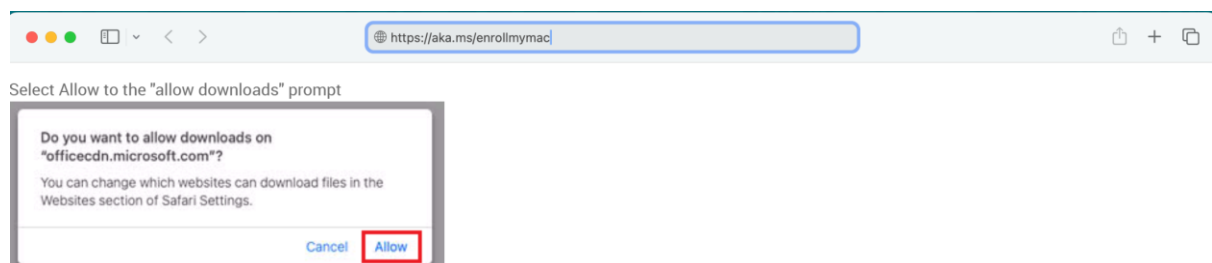 https://aka.ms/enrollmymac
Select Allow to the "allow downloads" prompt
Do you want to allow downloads on
"officecdn.microsoft.com"?
You can change which websites can download files in the
Websites section of Safari Settings.
Cancel Allow